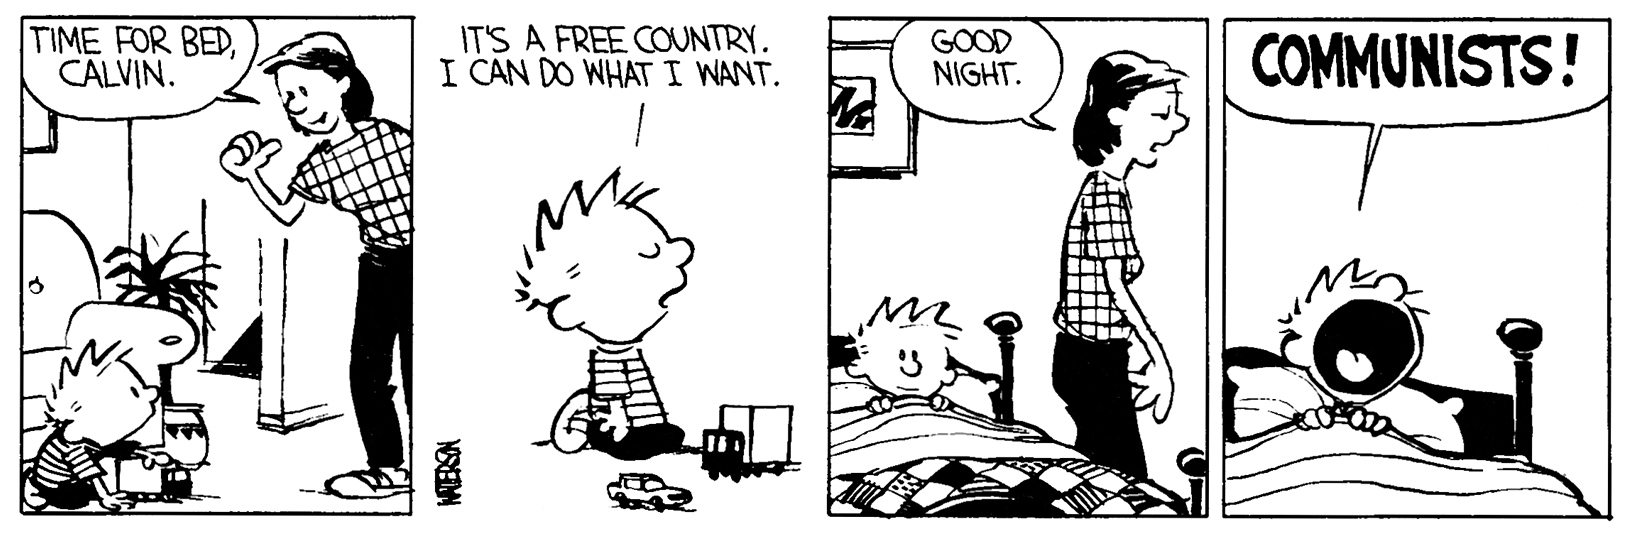 TIME FOR BED,
CALVIN.
IT'S A FREE COUNTRY.
I CAN DO WHAT I WANT.
WATTERSON
GOOD
NIGHT.
COMMUNISTS!